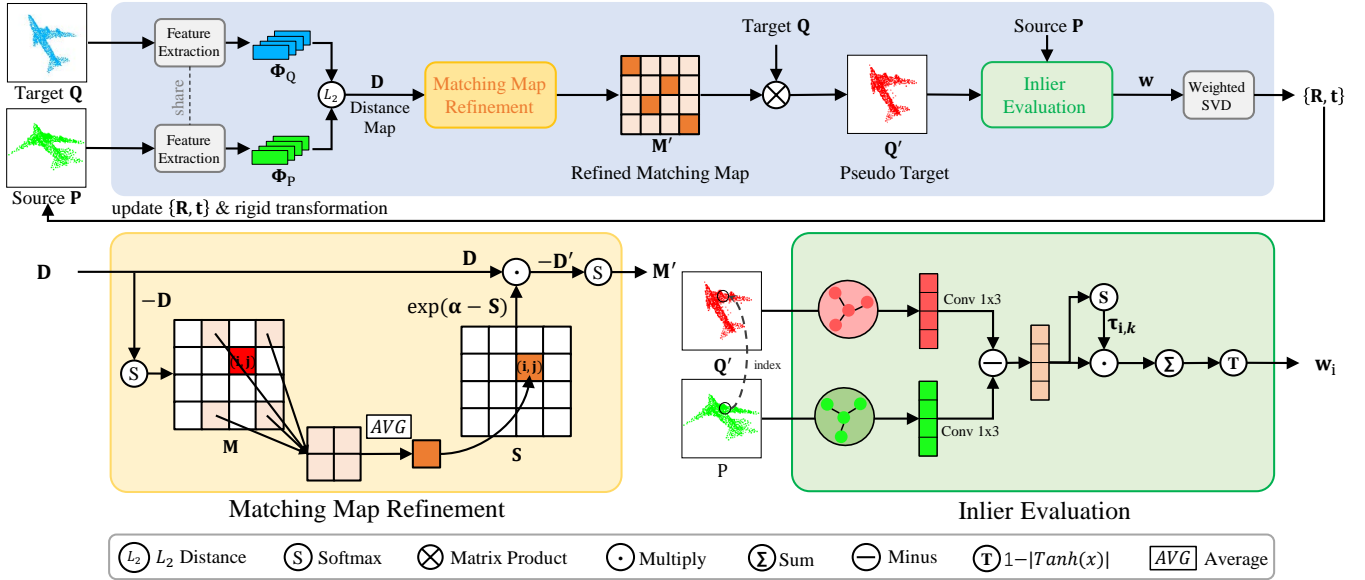 Target Q
Feature
Extraction
Φ_Q
share
L₂
D
Distance
Map
Matching Map
Refinement
M′
Refined Matching Map
Target Q
Q′
Pseudo Target
Source P
Inlier
Evaluation
w
Weighted
SVD
{R, t}
Feature
Extraction
Φ_P
Source P
update {R, t} & rigid transformation
D
D
−D′
S
M′
−D
exp(α − S)
S
(i, j)
M
AVG
(i, j)
S
Matching Map Refinement
Q′
index
P
Conv 1x3
Conv 1x3
S
τ_i,k
Σ
T
w_i
Inlier Evaluation
L₂ L₂ Distance
S Softmax
Matrix Product
Multiply
Σ Sum
Minus
T 1−|Tanh(x)|
AVG Average